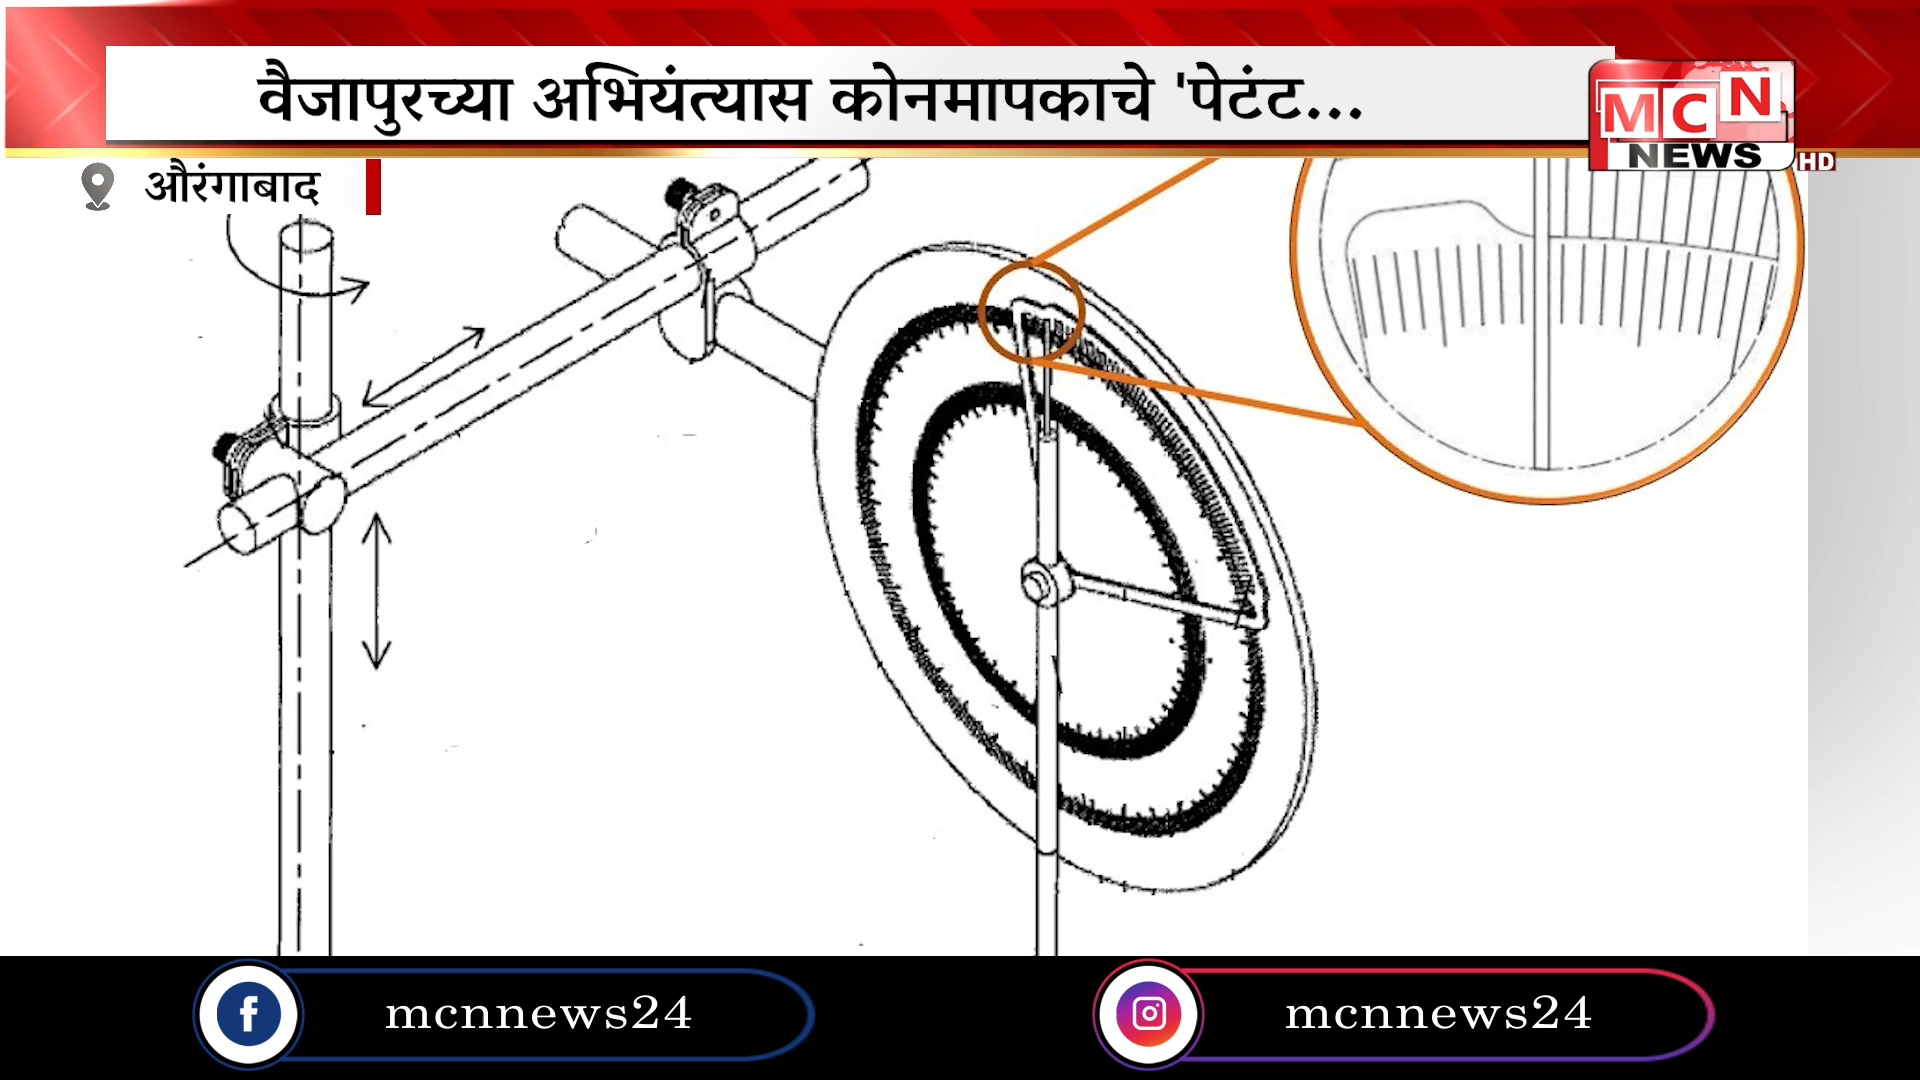 वैजापुरच्या अभियंत्यास कोनमापकाचे 'पेटंट...
MCN
NEWS
HD
औरंगाबाद
mcnnews24
mcnnews24